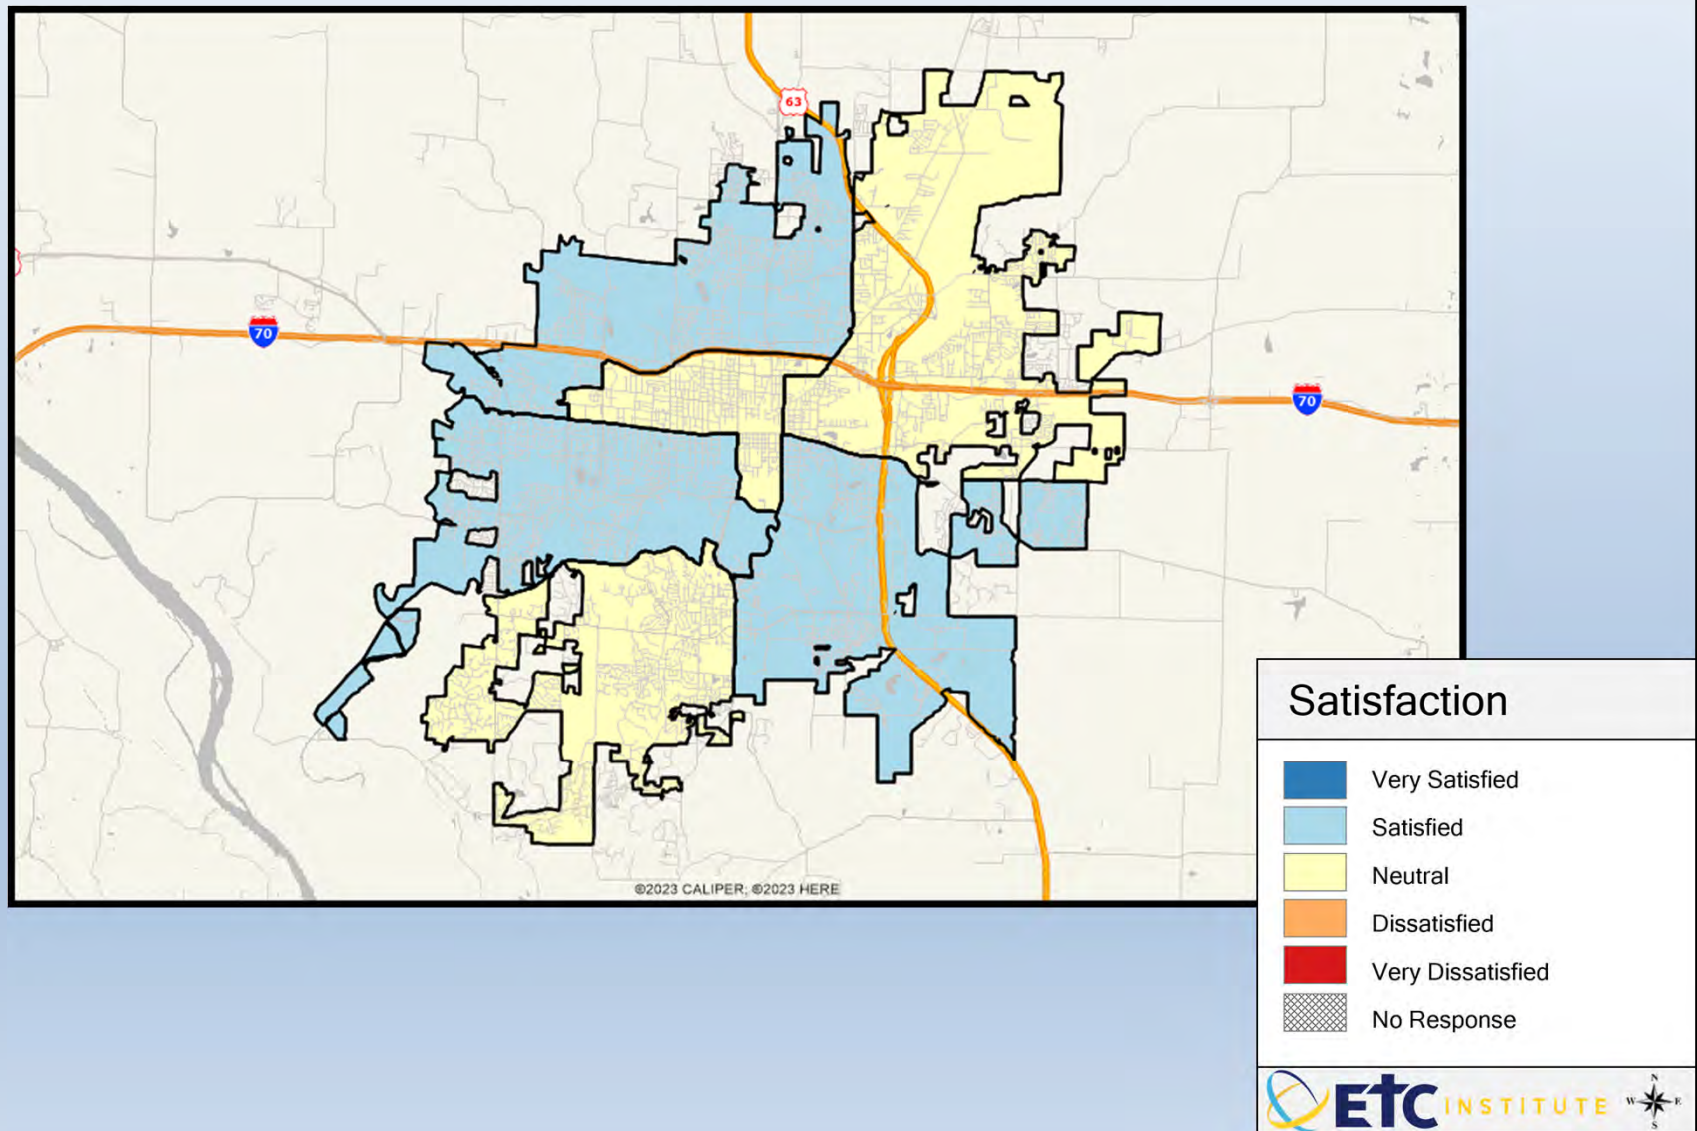 63
70
70
©2023 CALIPER; ©2023 HERE
Satisfaction
Very Satisfied
Satisfied
Neutral
Dissatisfied
Very Dissatisfied
No Response
ETC INSTITUTE
N
W E
S